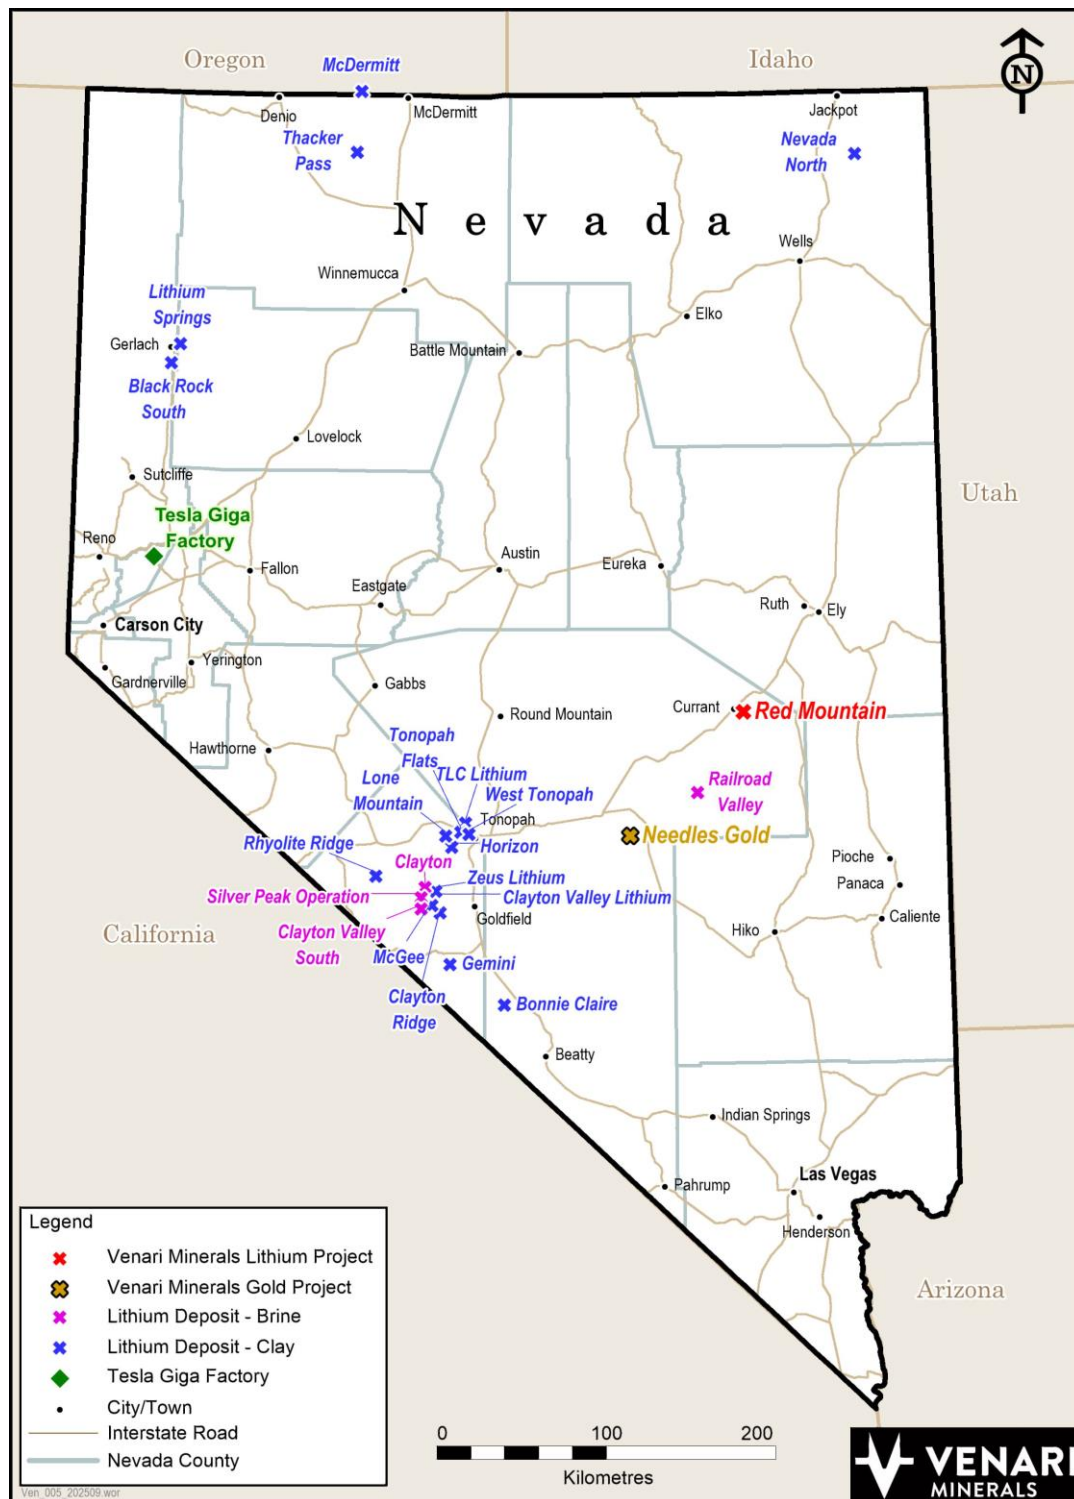 Oregon
Idaho
McDermitt
N
Denio
McDermitt
Jackpot
Thacker
Pass
Nevada
North
Nevada
Wells
Winnemucca
Lithium
Springs
Elko
Gerlach
Battle Mountain
Black Rock
South
Lovelock
Sutcliffe
Utah
Tesla Giga
Factory
Reno
Austin
Eureka
Fallon
Eastgate
Ruth
Ely
Carson City
Yerington
Gardnerville
Gabbs
Currant
Red Mountain
Round Mountain
Tonopah
Flats
Hawthorne
TLC Lithium
Lone
Mountain
West Tonopah
Railroad
Valley
Tonopah
Needles Gold
Rhyolite Ridge
Horizon
Clayton
Pioche
Zeus Lithium
Panaca
Silver Peak Operation
Clayton Valley Lithium
Goldfield
Caliente
California
Clayton Valley
South
Hiko
McGee
Gemini
Clayton
Ridge
Bonnie Claire
Beatty
Indian Springs
Las Vegas
Pahrump
Henderson
Arizona
Legend
Venari Minerals Lithium Project
Venari Minerals Gold Project
Lithium Deposit - Brine
Lithium Deposit - Clay
Tesla Giga Factory
City/Town
Interstate Road
Nevada County
0 100 200
Kilometres
VENARI
MINERALS
Ven_005_202509.wor